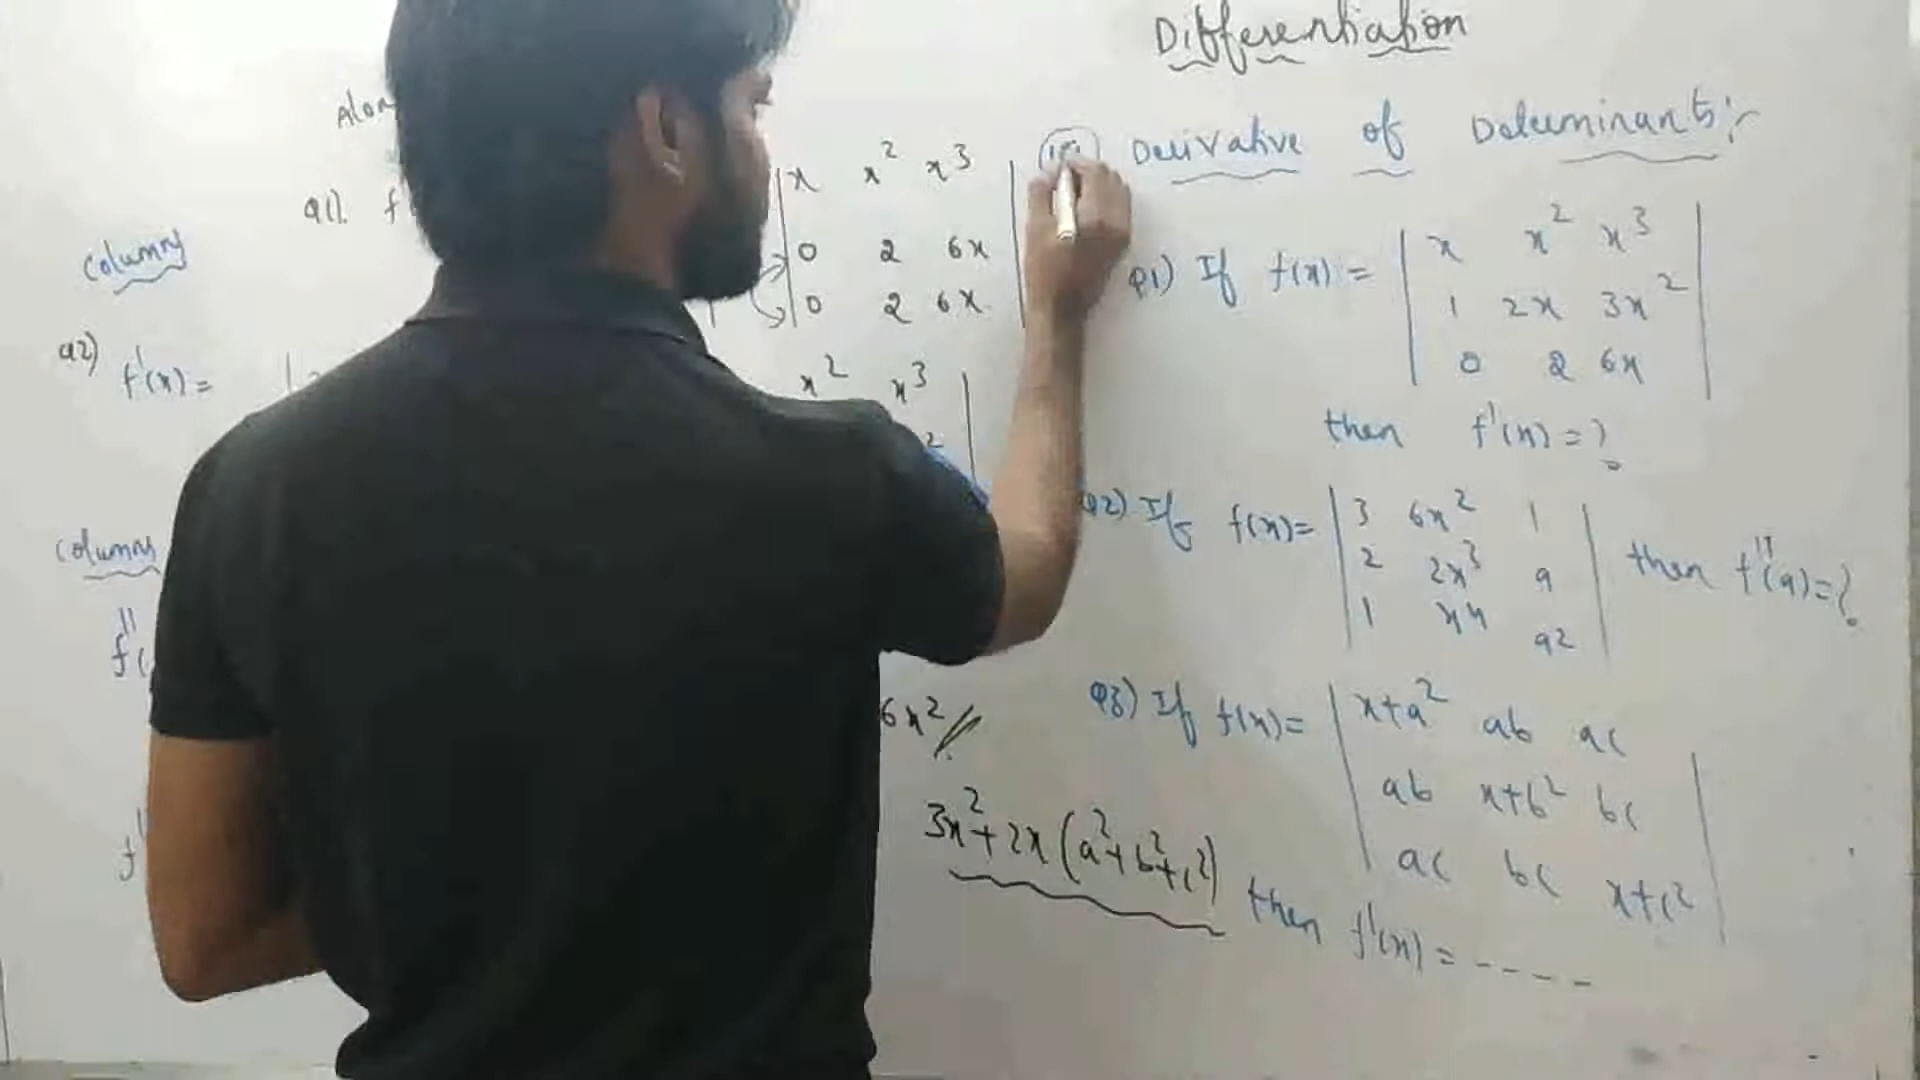 Differentiation
Derivative of Determinants:-
Q1) If f(x) = | x x² x³ |
| 1 2x 3x² |
| 0 2 6x |
then f'(x) = ?
Q2) If f(x) = | 3 6x² 1 |
| 2 2x³ a |
| 1 x4 a2 |
then f''(a) = ?
Q3) If f(x) = | x+a² ab ac |
| ab x+b² bc |
| ac bc x+c² |
then f'(x) = - - - -
Q1). f'
| x x² x³ |
| 0 2 6x |
| 0 2 6x |
Columns
Q2) f'(x) =
x² x³
2
Columns
f''(
6x² //
3x² + 2x (a² + b² + c²)
f'